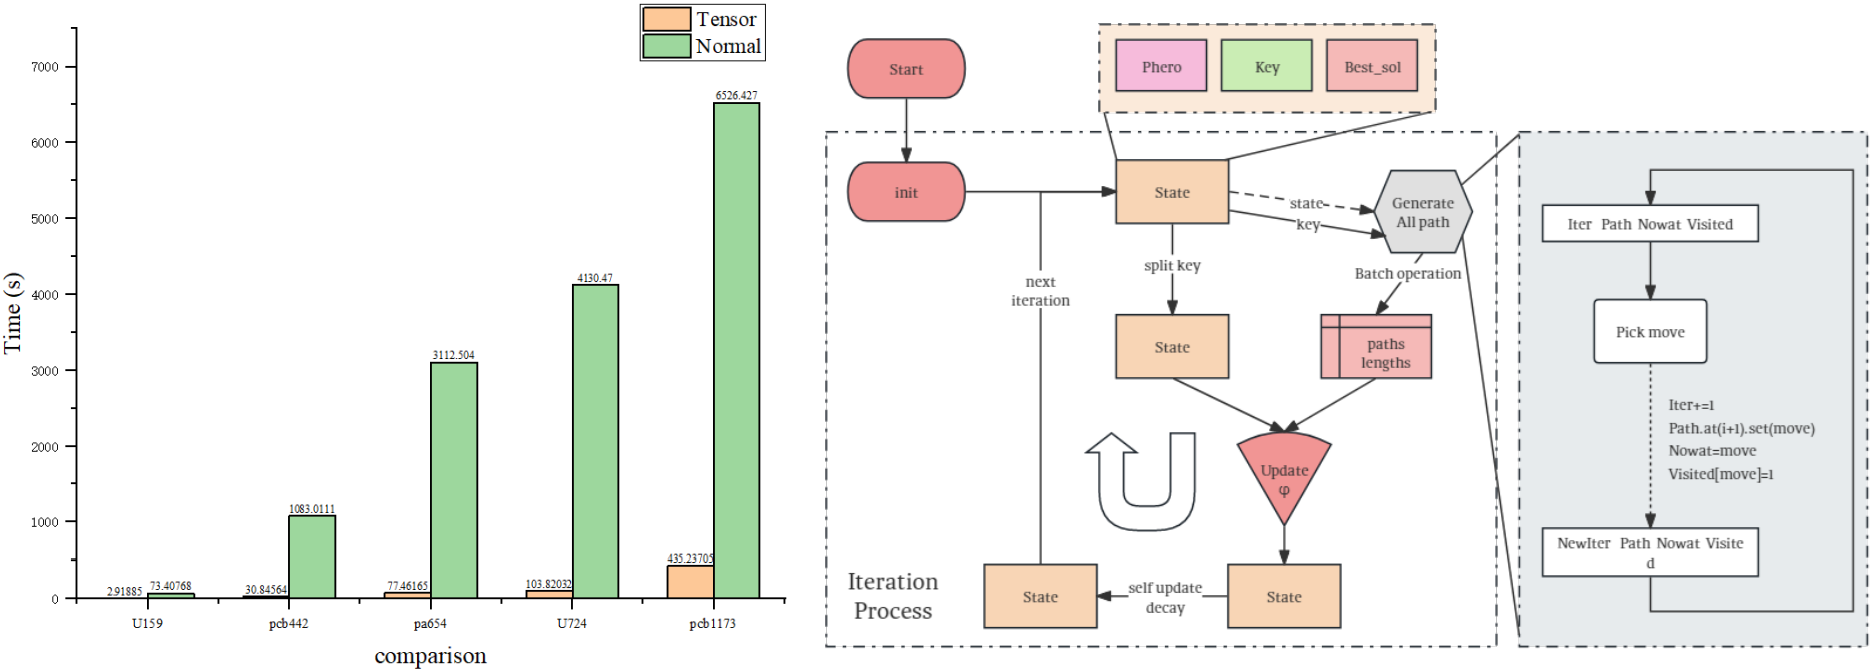 Tensor
Normal
7000
6000
5000
4000
3000
2000
1000
0
Time (s)
2.91885
73.40768
30.84564
1083.0111
77.46165
3112.504
103.82032
4130.47
435.23705
6526.427
U159
pcb442
pa654
U724
pcb1173
comparison
Start
Phero
Key
Best_sol
init
State
state
key
Generate
All path
split key
Batch operation
next
iteration
State
paths
lengths
Update
φ
Iteration
Process
State
self update
decay
State
Iter Path Nowat Visited
Pick move
Iter+=1
Path.at(i+1).set(move)
Nowat=move
Visited[move]=1
NewIter Path Nowat Visite
d